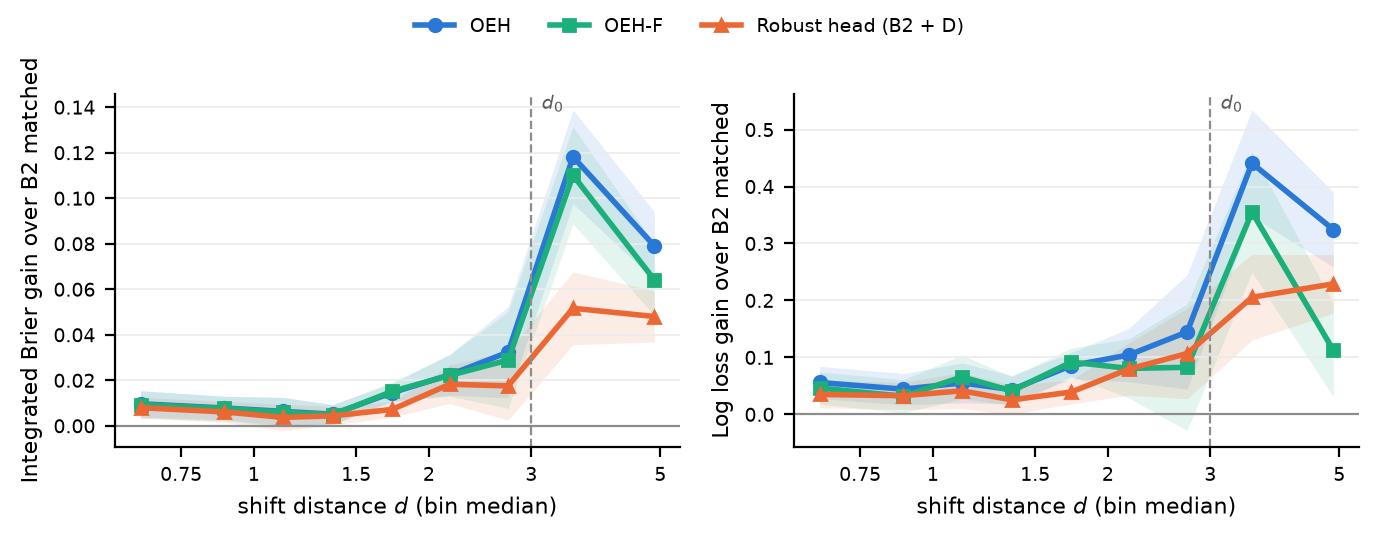 OEH OEH-F Robust head (B2 + D)
Integrated Brier gain over B2 matched
0.14
0.12
0.10
0.08
0.06
0.04
0.02
0.00
d₀
0.75 1 1.5 2 3 5
shift distance d (bin median)
Log loss gain over B2 matched
0.5
0.4
0.3
0.2
0.1
0.0
d₀
0.75 1 1.5 2 3 5
shift distance d (bin median)